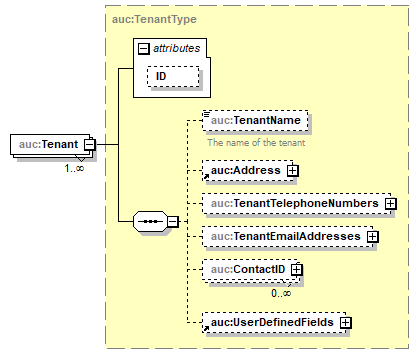 auc:TenantType
attributes
ID
auc:Tenant
1..∞
auc:TenantName
The name of the tenant
auc:Address
auc:TenantTelephoneNumbers
auc:TenantEmailAddresses
auc:ContactID
0..∞
auc:UserDefinedFields